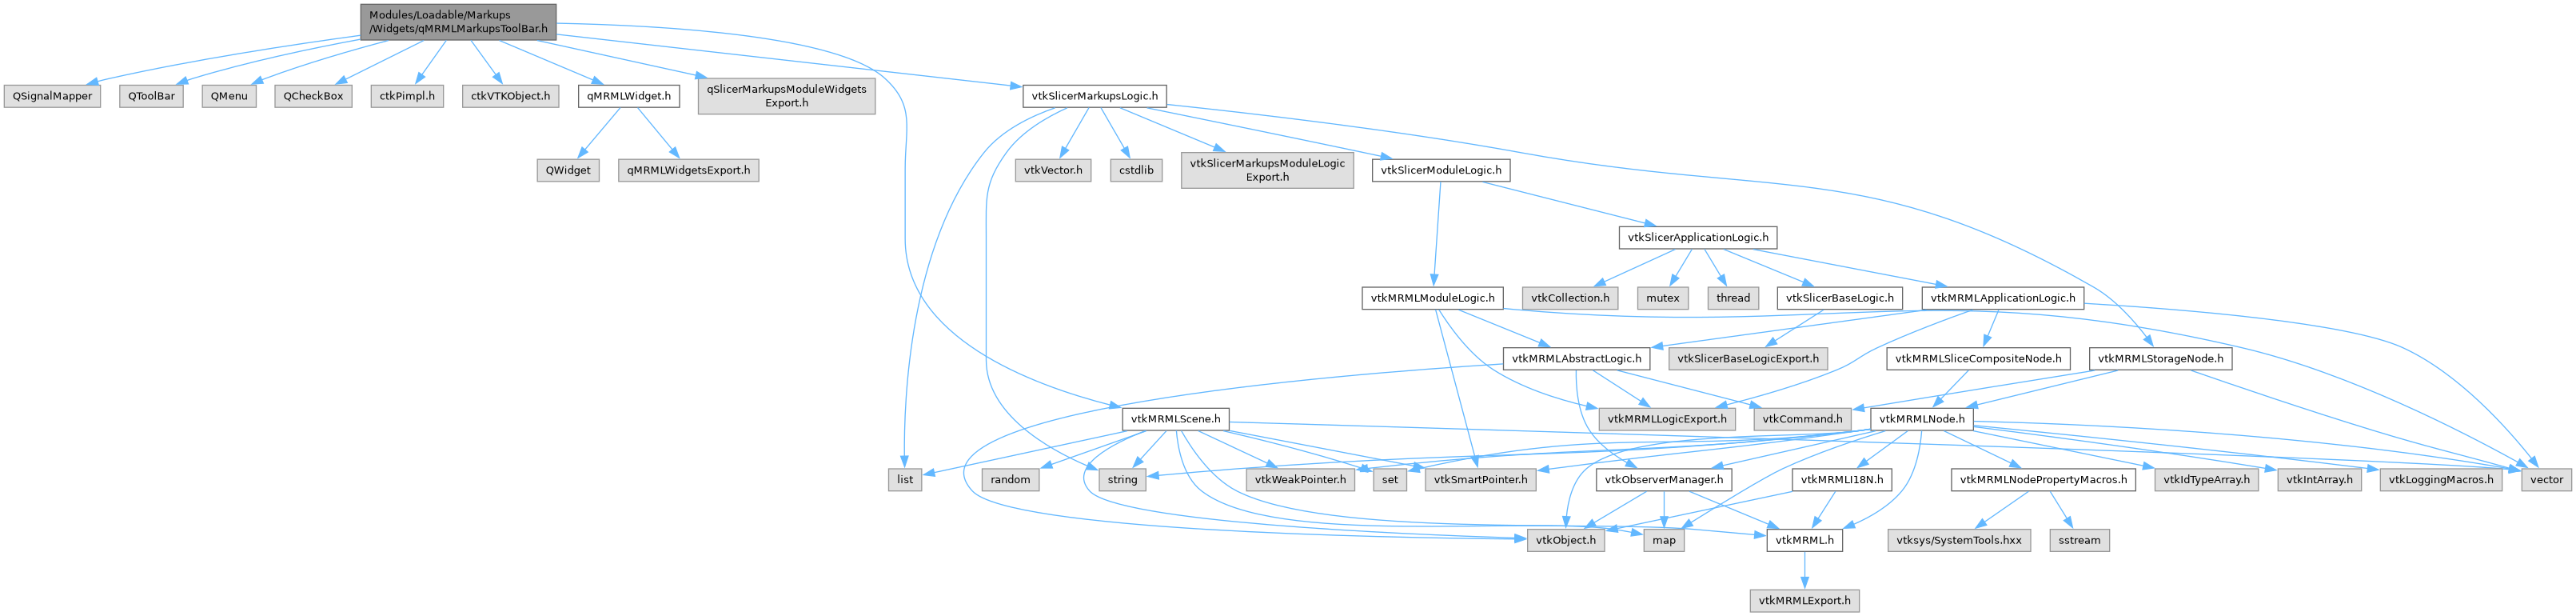 Modules/Loadable/Markups
/Widgets/qMRMLMarkupsToolBar.h
QSignalMapper
QToolBar
QMenu
QCheckBox
ctkPimpl.h
ctkVTKObject.h
qMRMLWidget.h
qSlicerMarkupsModuleWidgets
Export.h
vtkSlicerMarkupsLogic.h
QWidget
qMRMLWidgetsExport.h
vtkVector.h
cstdlib
vtkSlicerMarkupsModuleLogic
Export.h
vtkSlicerModuleLogic.h
vtkSlicerApplicationLogic.h
vtkMRMLModuleLogic.h
vtkCollection.h
mutex
thread
vtkSlicerBaseLogic.h
vtkMRMLApplicationLogic.h
vtkMRMLAbstractLogic.h
vtkSlicerBaseLogicExport.h
vtkMRMLSliceCompositeNode.h
vtkMRMLStorageNode.h
vtkMRMLScene.h
vtkMRMLLogicExport.h
vtkCommand.h
vtkMRMLNode.h
list
random
string
vtkWeakPointer.h
set
vtkSmartPointer.h
vtkObserverManager.h
vtkMRMLI18N.h
vtkMRMLNodePropertyMacros.h
vtkIdTypeArray.h
vtkIntArray.h
vtkLoggingMacros.h
vector
vtkObject.h
map
vtkMRML.h
vtksys/SystemTools.hxx
sstream
vtkMRMLExport.h